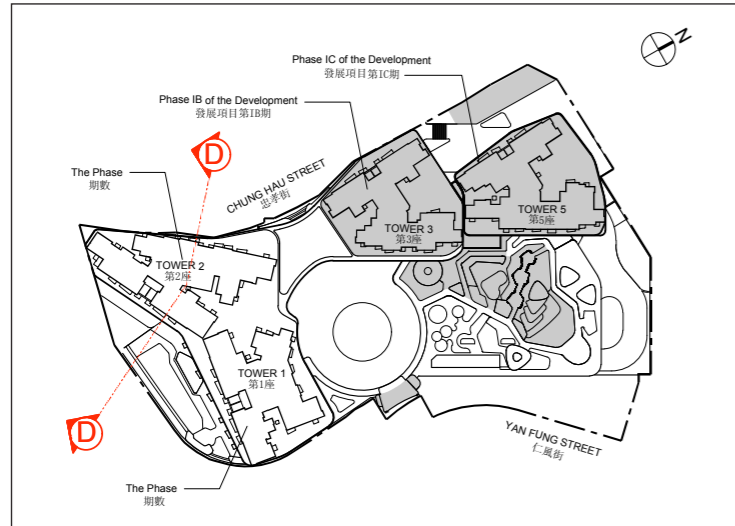 N
Phase IC of the Development
發展項目第IC期
Phase IB of the Development
發展項目第IB期
D
The Phase
期數
CHUNG HAU STREET
忠孝街
TOWER 5
第5座
TOWER 3
第3座
TOWER 2
第2座
TOWER 1
第1座
D
YAN FUNG STREET
仁風街
The Phase
期數